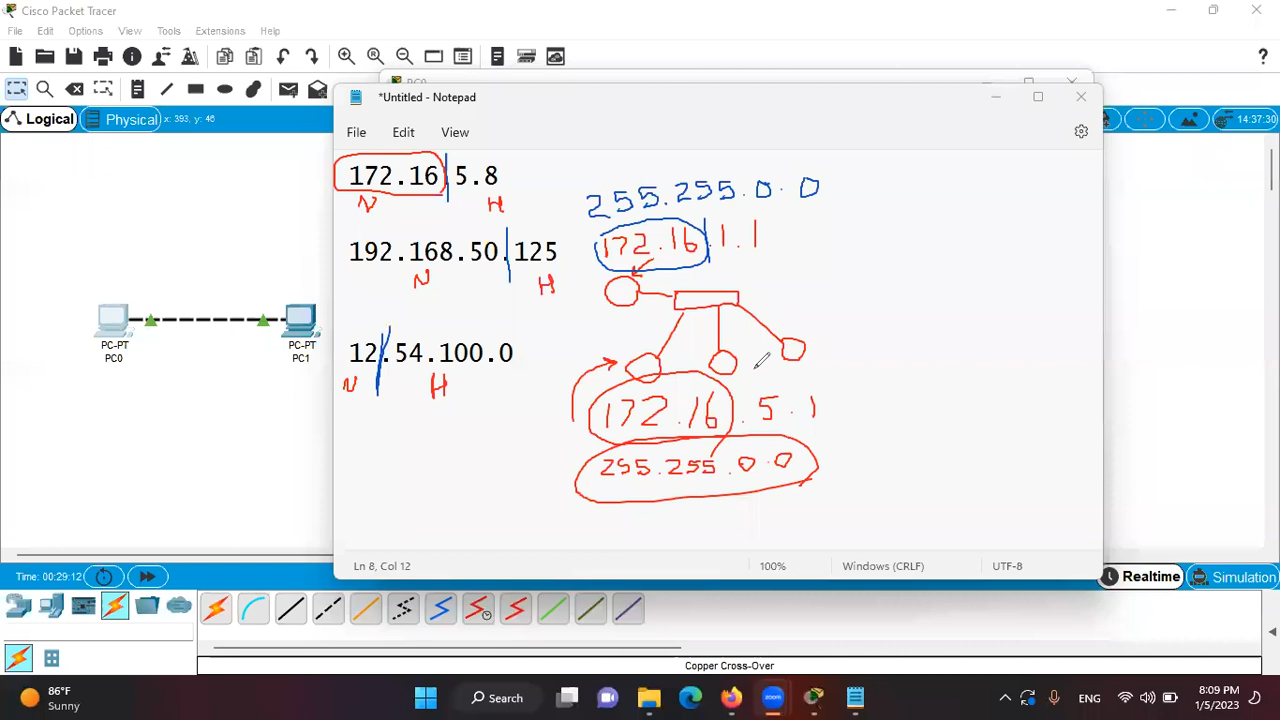 Cisco Packet Tracer
File Edit Options View Tools Extensions Help
?
PC0
Logical
Physical
x: 393, y: 46
14:37:30
*Untitled - Notepad
File Edit View
172.16.5.8
N H
192.168.50.125
N H
12.54.100.0
N H
255.255.0.0
172.16.1.1
172.16.5.1
255.255.0.0
PC-PT
PC0
PC-PT
PC1
Ln 8, Col 12
100%
Windows (CRLF)
UTF-8
Time: 00:29:12
Realtime
Simulation
Copper Cross-Over
86°F
Sunny
Search
zoom
ENG
8:09 PM
1/5/2023